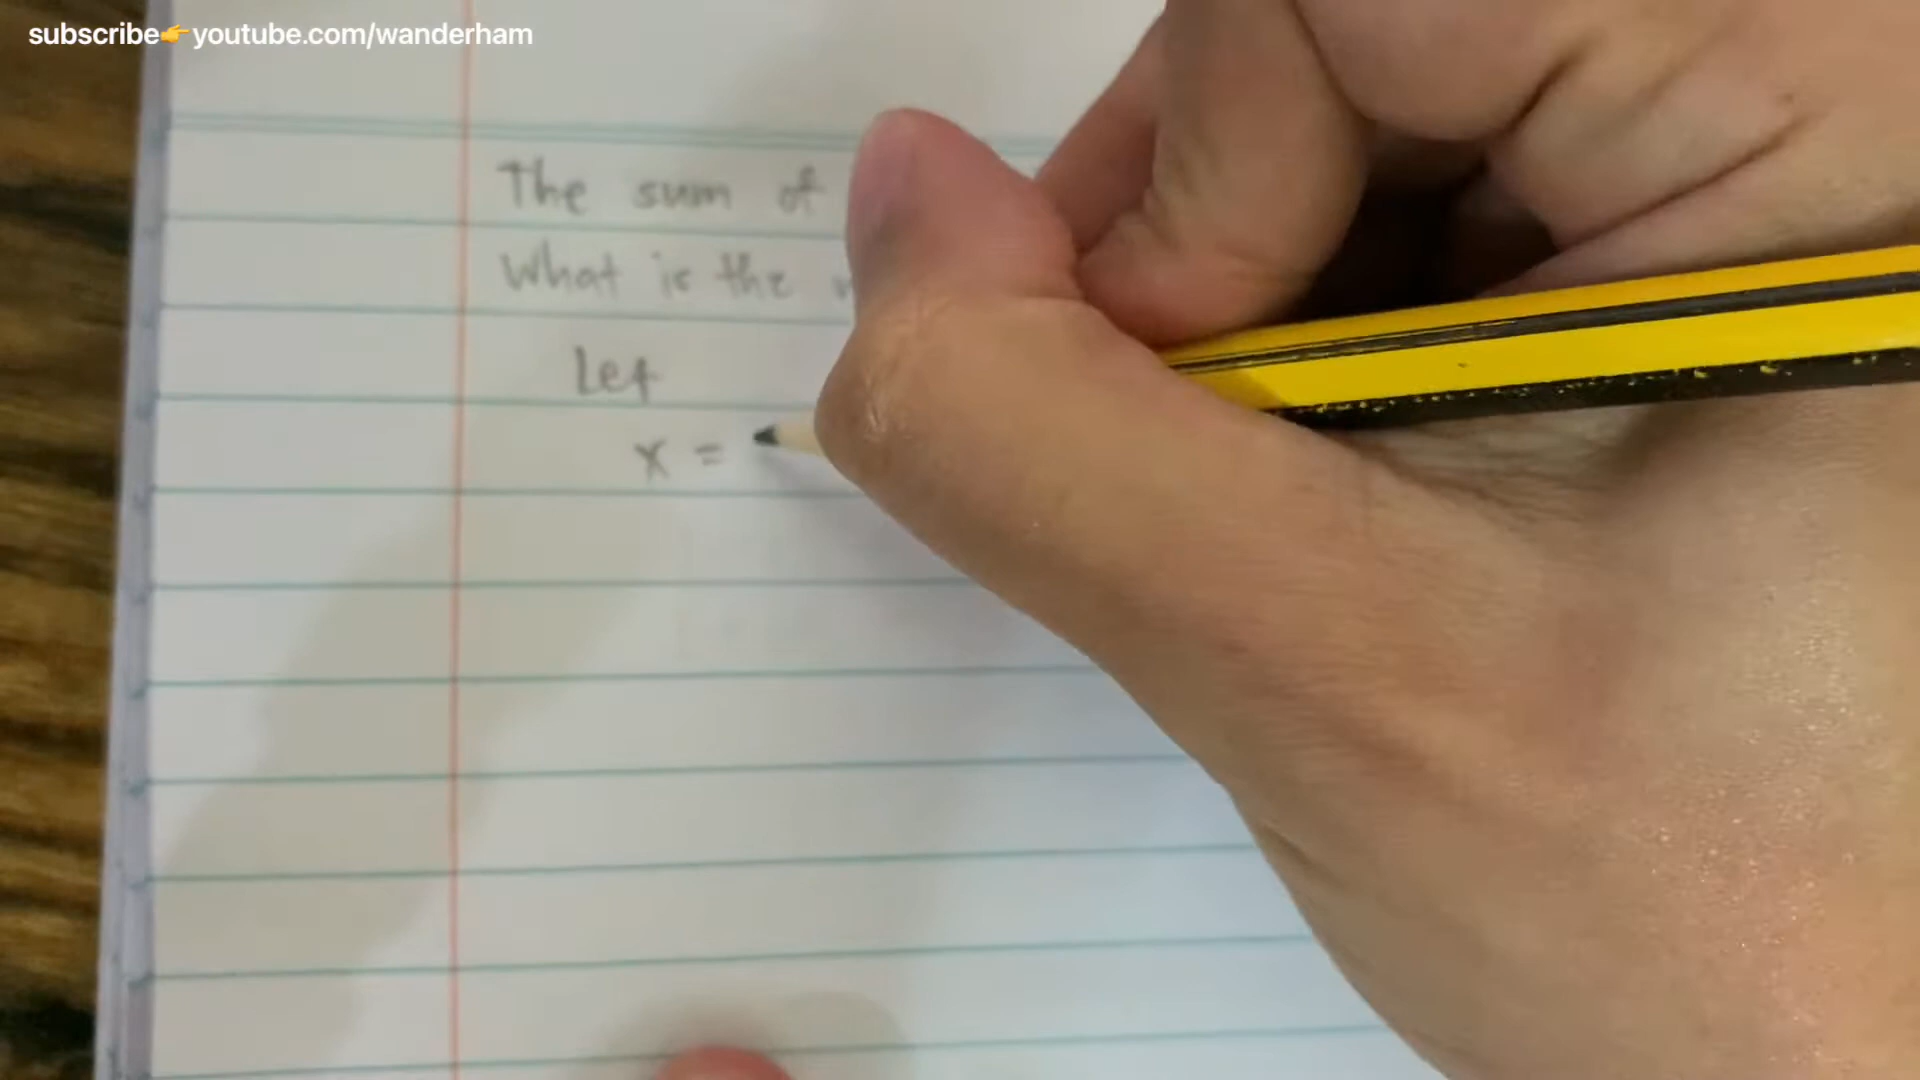 subscribe👉youtube.com/wanderham
The sum of
What is the
Let
x =